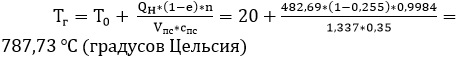 Tг = T0 + Qн*(1−e)*n / Vпс*cпс = 20 + 482,69*(1−0,255)*0,9984 / 1,337*0,35 =
787,73 °C (градусов Цельсия)